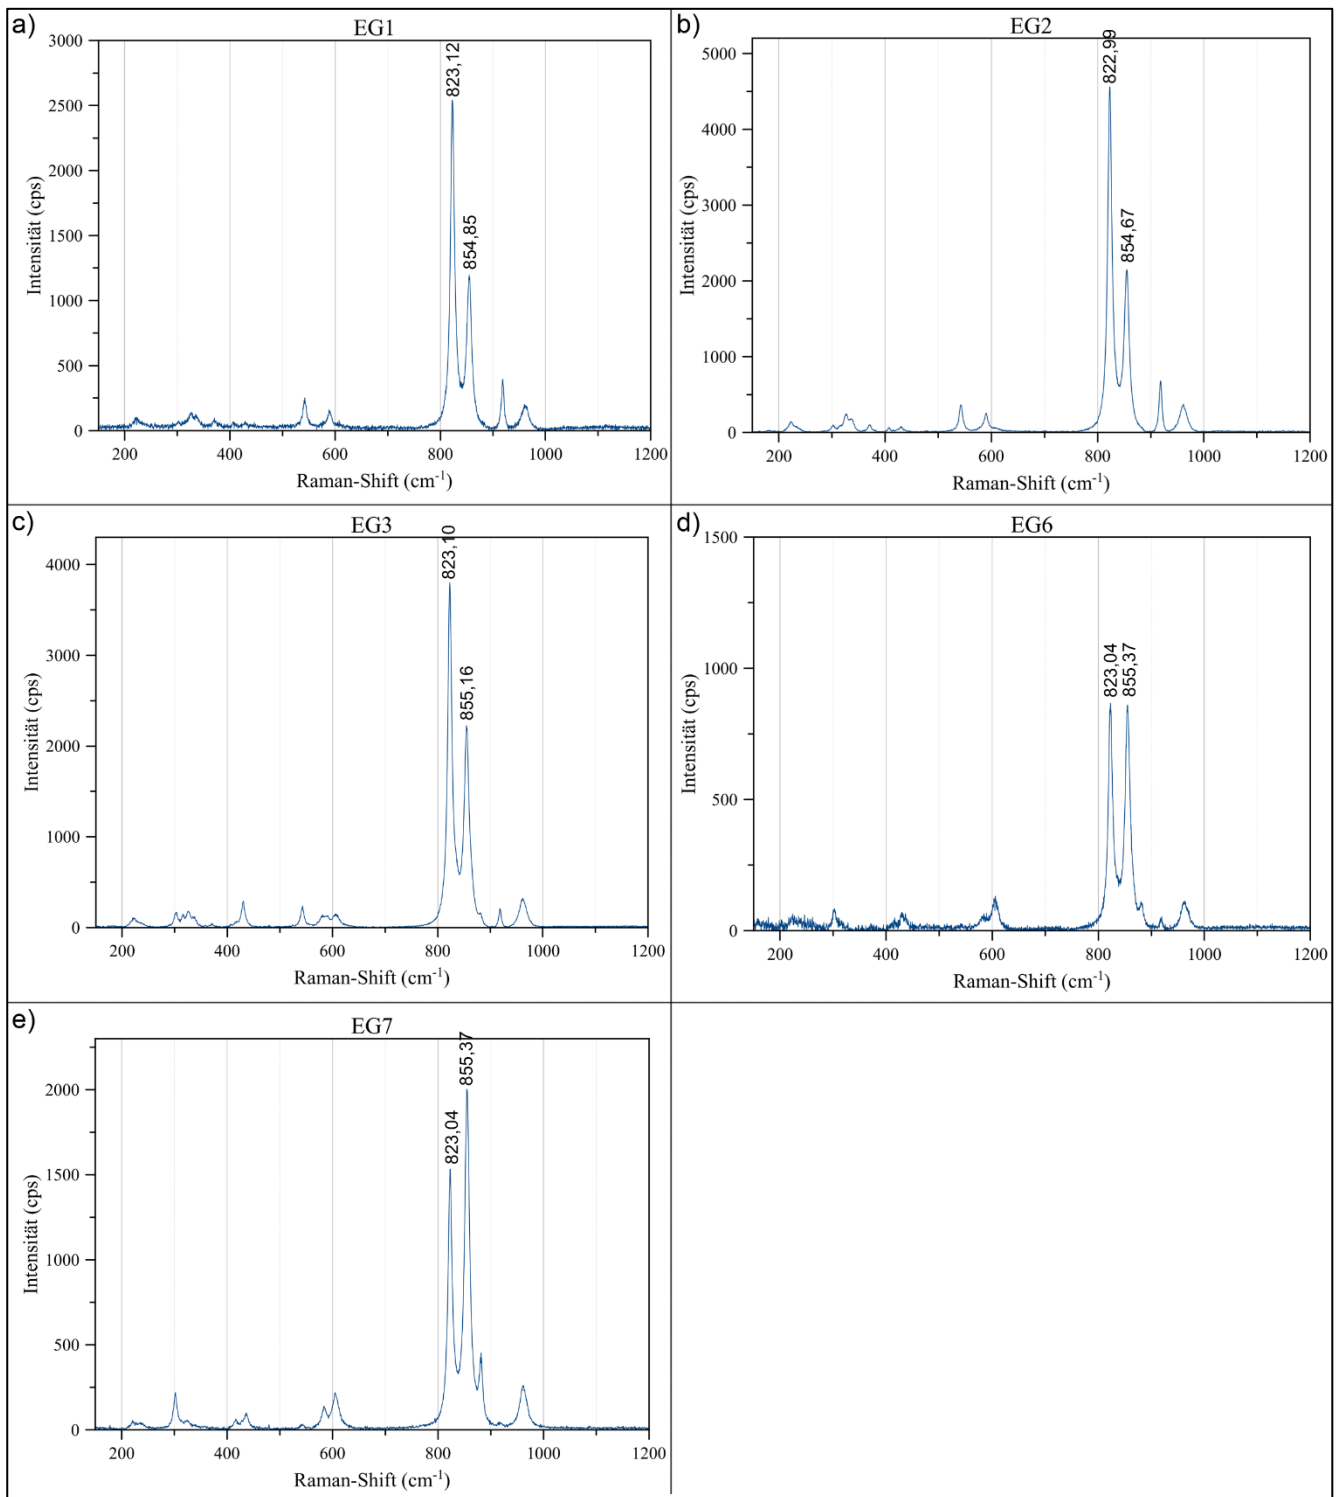 a)
EG1
823,12
854,85
3000
2500
2000
1500
1000
500
0
Intensität (cps)
200 400 600 800 1000 1200
Raman-Shift (cm⁻¹)
b)
EG2
822,99
854,67
5000
4000
3000
2000
1000
0
Intensität (cps)
200 400 600 800 1000 1200
Raman-Shift (cm⁻¹)
c)
EG3
823,10
855,16
4000
3000
2000
1000
0
Intensität (cps)
200 400 600 800 1000 1200
Raman-Shift (cm⁻¹)
d)
EG6
823,04
855,37
1500
1000
500
0
Intensität (cps)
200 400 600 800 1000 1200
Raman-Shift (cm⁻¹)
e)
EG7
823,04
855,37
2000
1500
1000
500
0
Intensität (cps)
200 400 600 800 1000 1200
Raman-Shift (cm⁻¹)